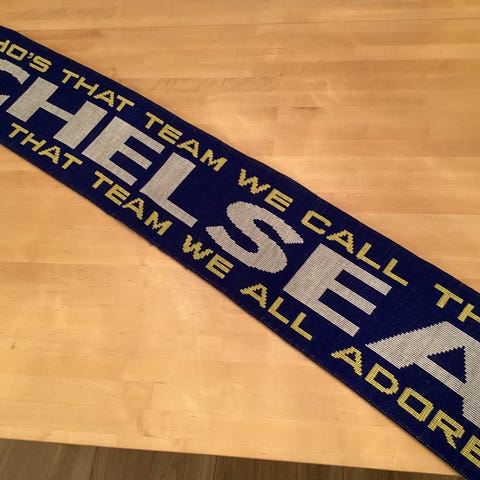 HO'S THAT TEAM WE CALL TH
CHELSEA
THAT TEAM WE ALL ADORE